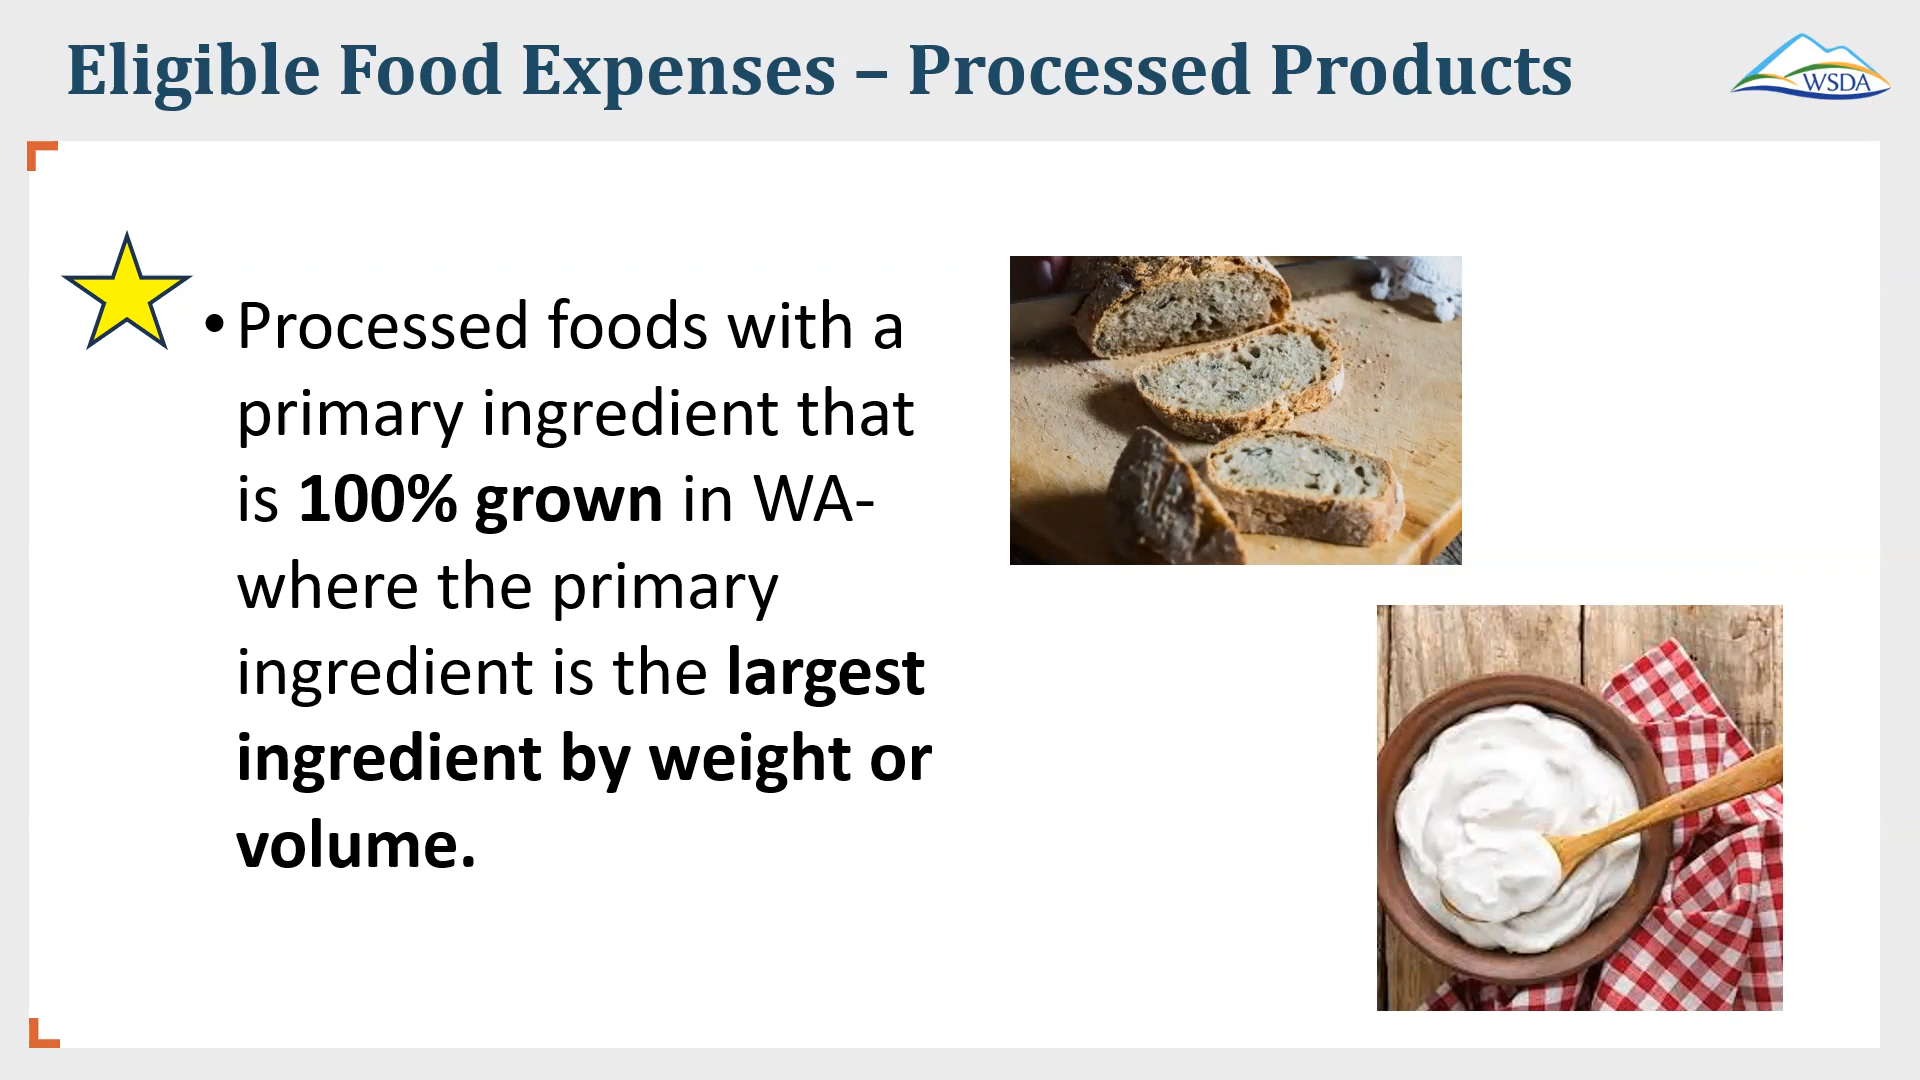 Eligible Food Expenses – Processed Products
WSDA
•Processed foods with a
primary ingredient that
is 100% grown in WA-
where the primary
ingredient is the largest
ingredient by weight or
volume.